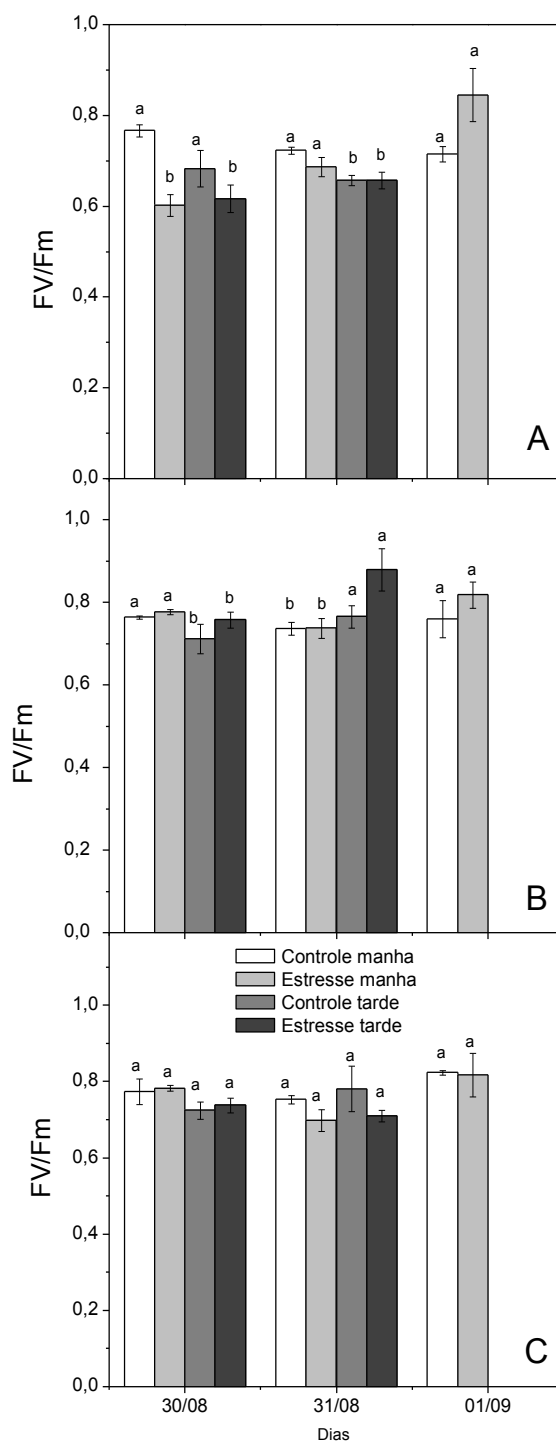 1,0
a a a b b
0,8
a b b b
0,6
a a
0,4
0,2
0,0
FV/Fm
A
1,0
a a b b
0,8
b b a a
0,6
a a
0,4
0,2
0,0
FV/Fm
B
Controle manha
Estresse manha
Controle tarde
Estresse tarde
1,0
a a a a
0,8
a a a a
0,6
a a
0,4
0,2
0,0
FV/Fm
C
30/08 31/08 01/09
Dias